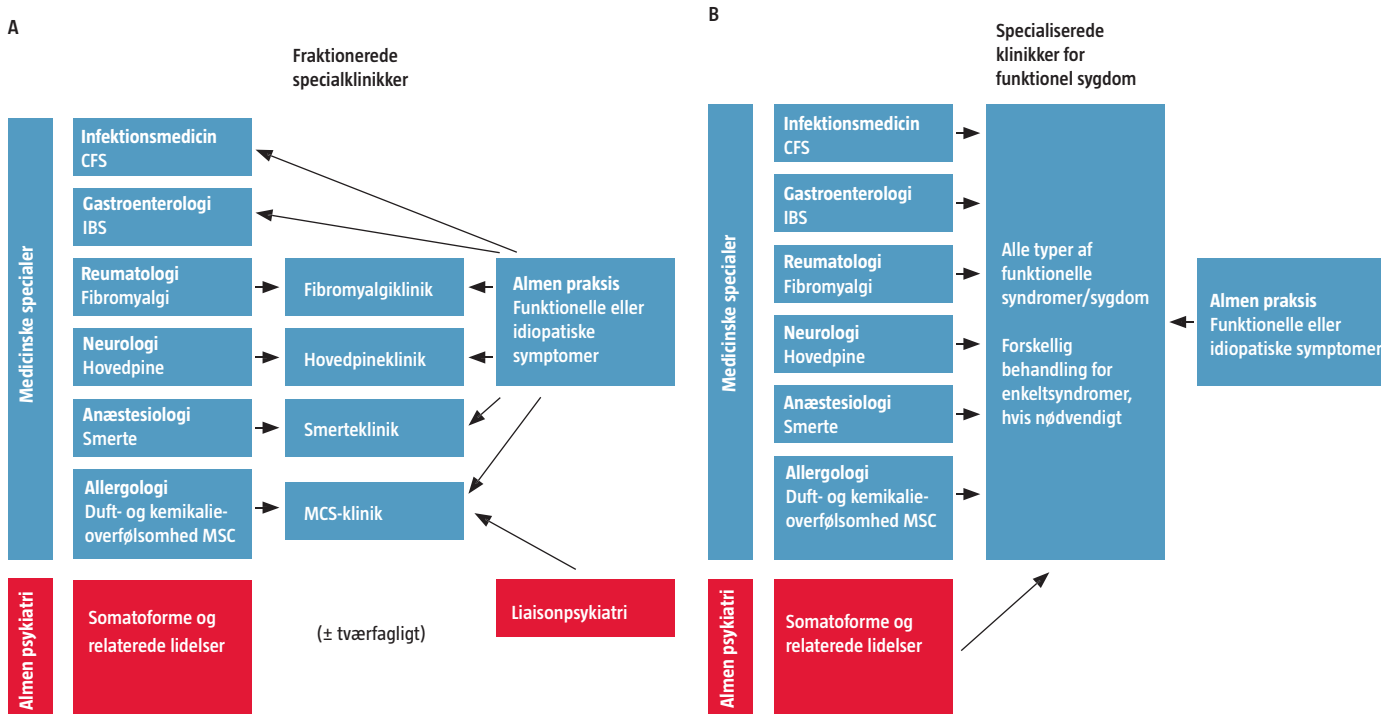 A
Fraktionerede
specialklinikker
Medicinske specialer
Infektionsmedicin
CFS
Gastroenterologi
IBS
Reumatologi
Fibromyalgi
Neurologi
Hovedpine
Anæstesiologi
Smerte
Allergologi
Duft- og kemikalie-
overfølsomhed MSC
Fibromyalgiklinik
Hovedpineklinik
Smerteklinik
MCS-klinik
Almen praksis
Funktionelle eller
idiopatiske
symptomer
Almen psykiatri
Somatoforme og
relaterede lidelser
(± tværfagligt)
Liaisonpsykiatri
B
Specialiserede
klinikker for
funktionel sygdom
Medicinske specialer
Infektionsmedicin
CFS
Gastroenterologi
IBS
Reumatologi
Fibromyalgi
Neurologi
Hovedpine
Anæstesiologi
Smerte
Allergologi
Duft- og kemikalie-
overfølsomhed MSC
Alle typer af
funktionelle
syndromer/sygdom
Forskellig
behandling for
enkeltsyndromer,
hvis nødvendigt
Almen praksis
Funktionelle eller
idiopatiske symptomer
Almen psykiatri
Somatoforme og
relaterede lidelser